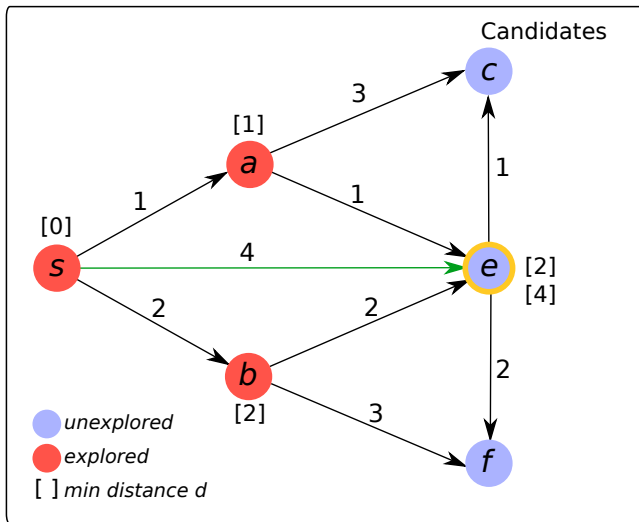 Candidates
c
3
[1]
a
1
1
1
[0]
s
4
e
[2]
[4]
2
2
2
b
[2]
3
f
unexplored
explored
[ ] min distance d